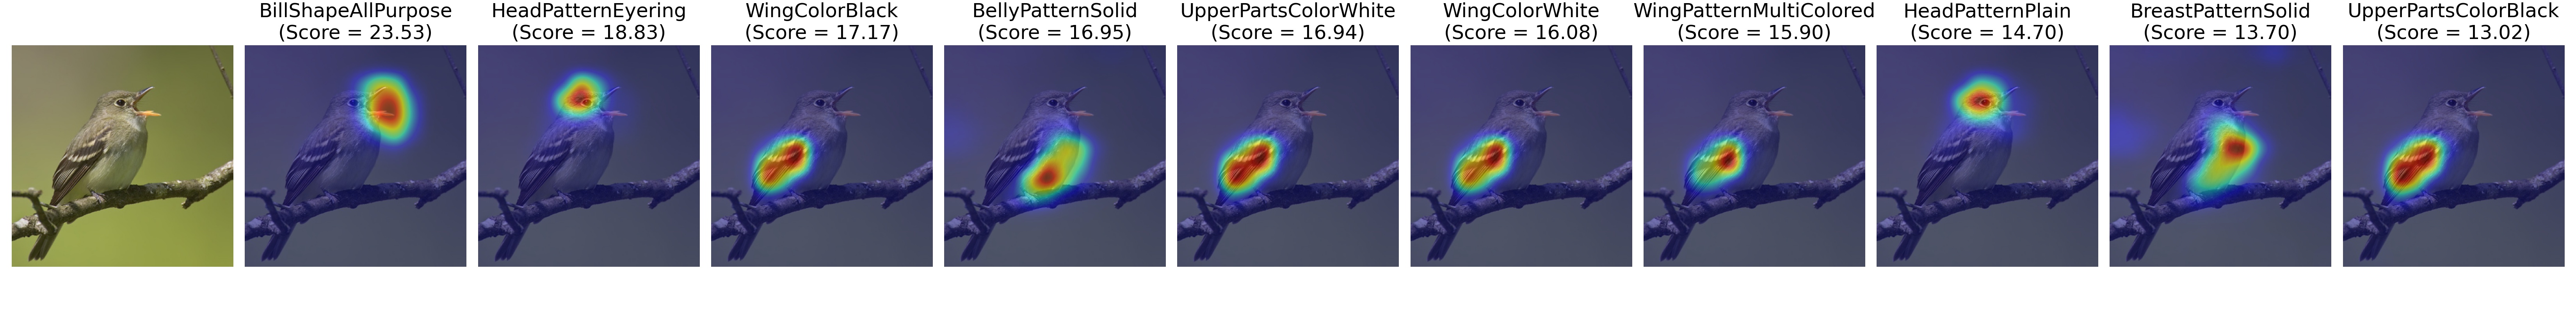 BillShapeAllPurpose
(Score = 23.53)
HeadPatternEyering
(Score = 18.83)
WingColorBlack
(Score = 17.17)
BellyPatternSolid
(Score = 16.95)
UpperPartsColorWhite
(Score = 16.94)
WingColorWhite
(Score = 16.08)
WingPatternMultiColored
(Score = 15.90)
HeadPatternPlain
(Score = 14.70)
BreastPatternSolid
(Score = 13.70)
UpperPartsColorBlack
(Score = 13.02)